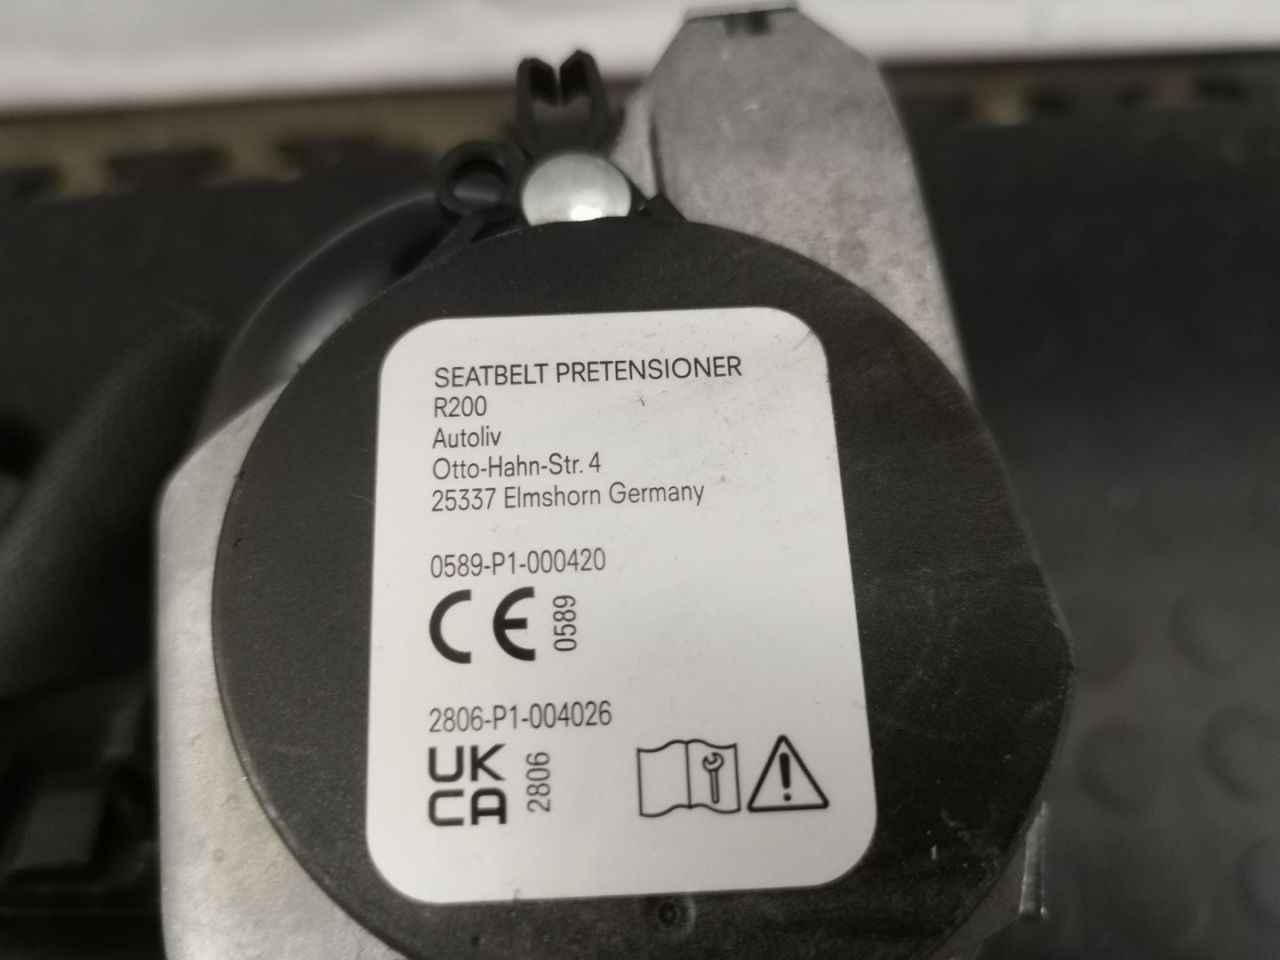 SEATBELT PRETENSIONER
R200
Autoliv
Otto-Hahn-Str. 4
25337 Elmshorn Germany
0589-P1-000420
CE 0589
2806-P1-004026
UK
CA 2806